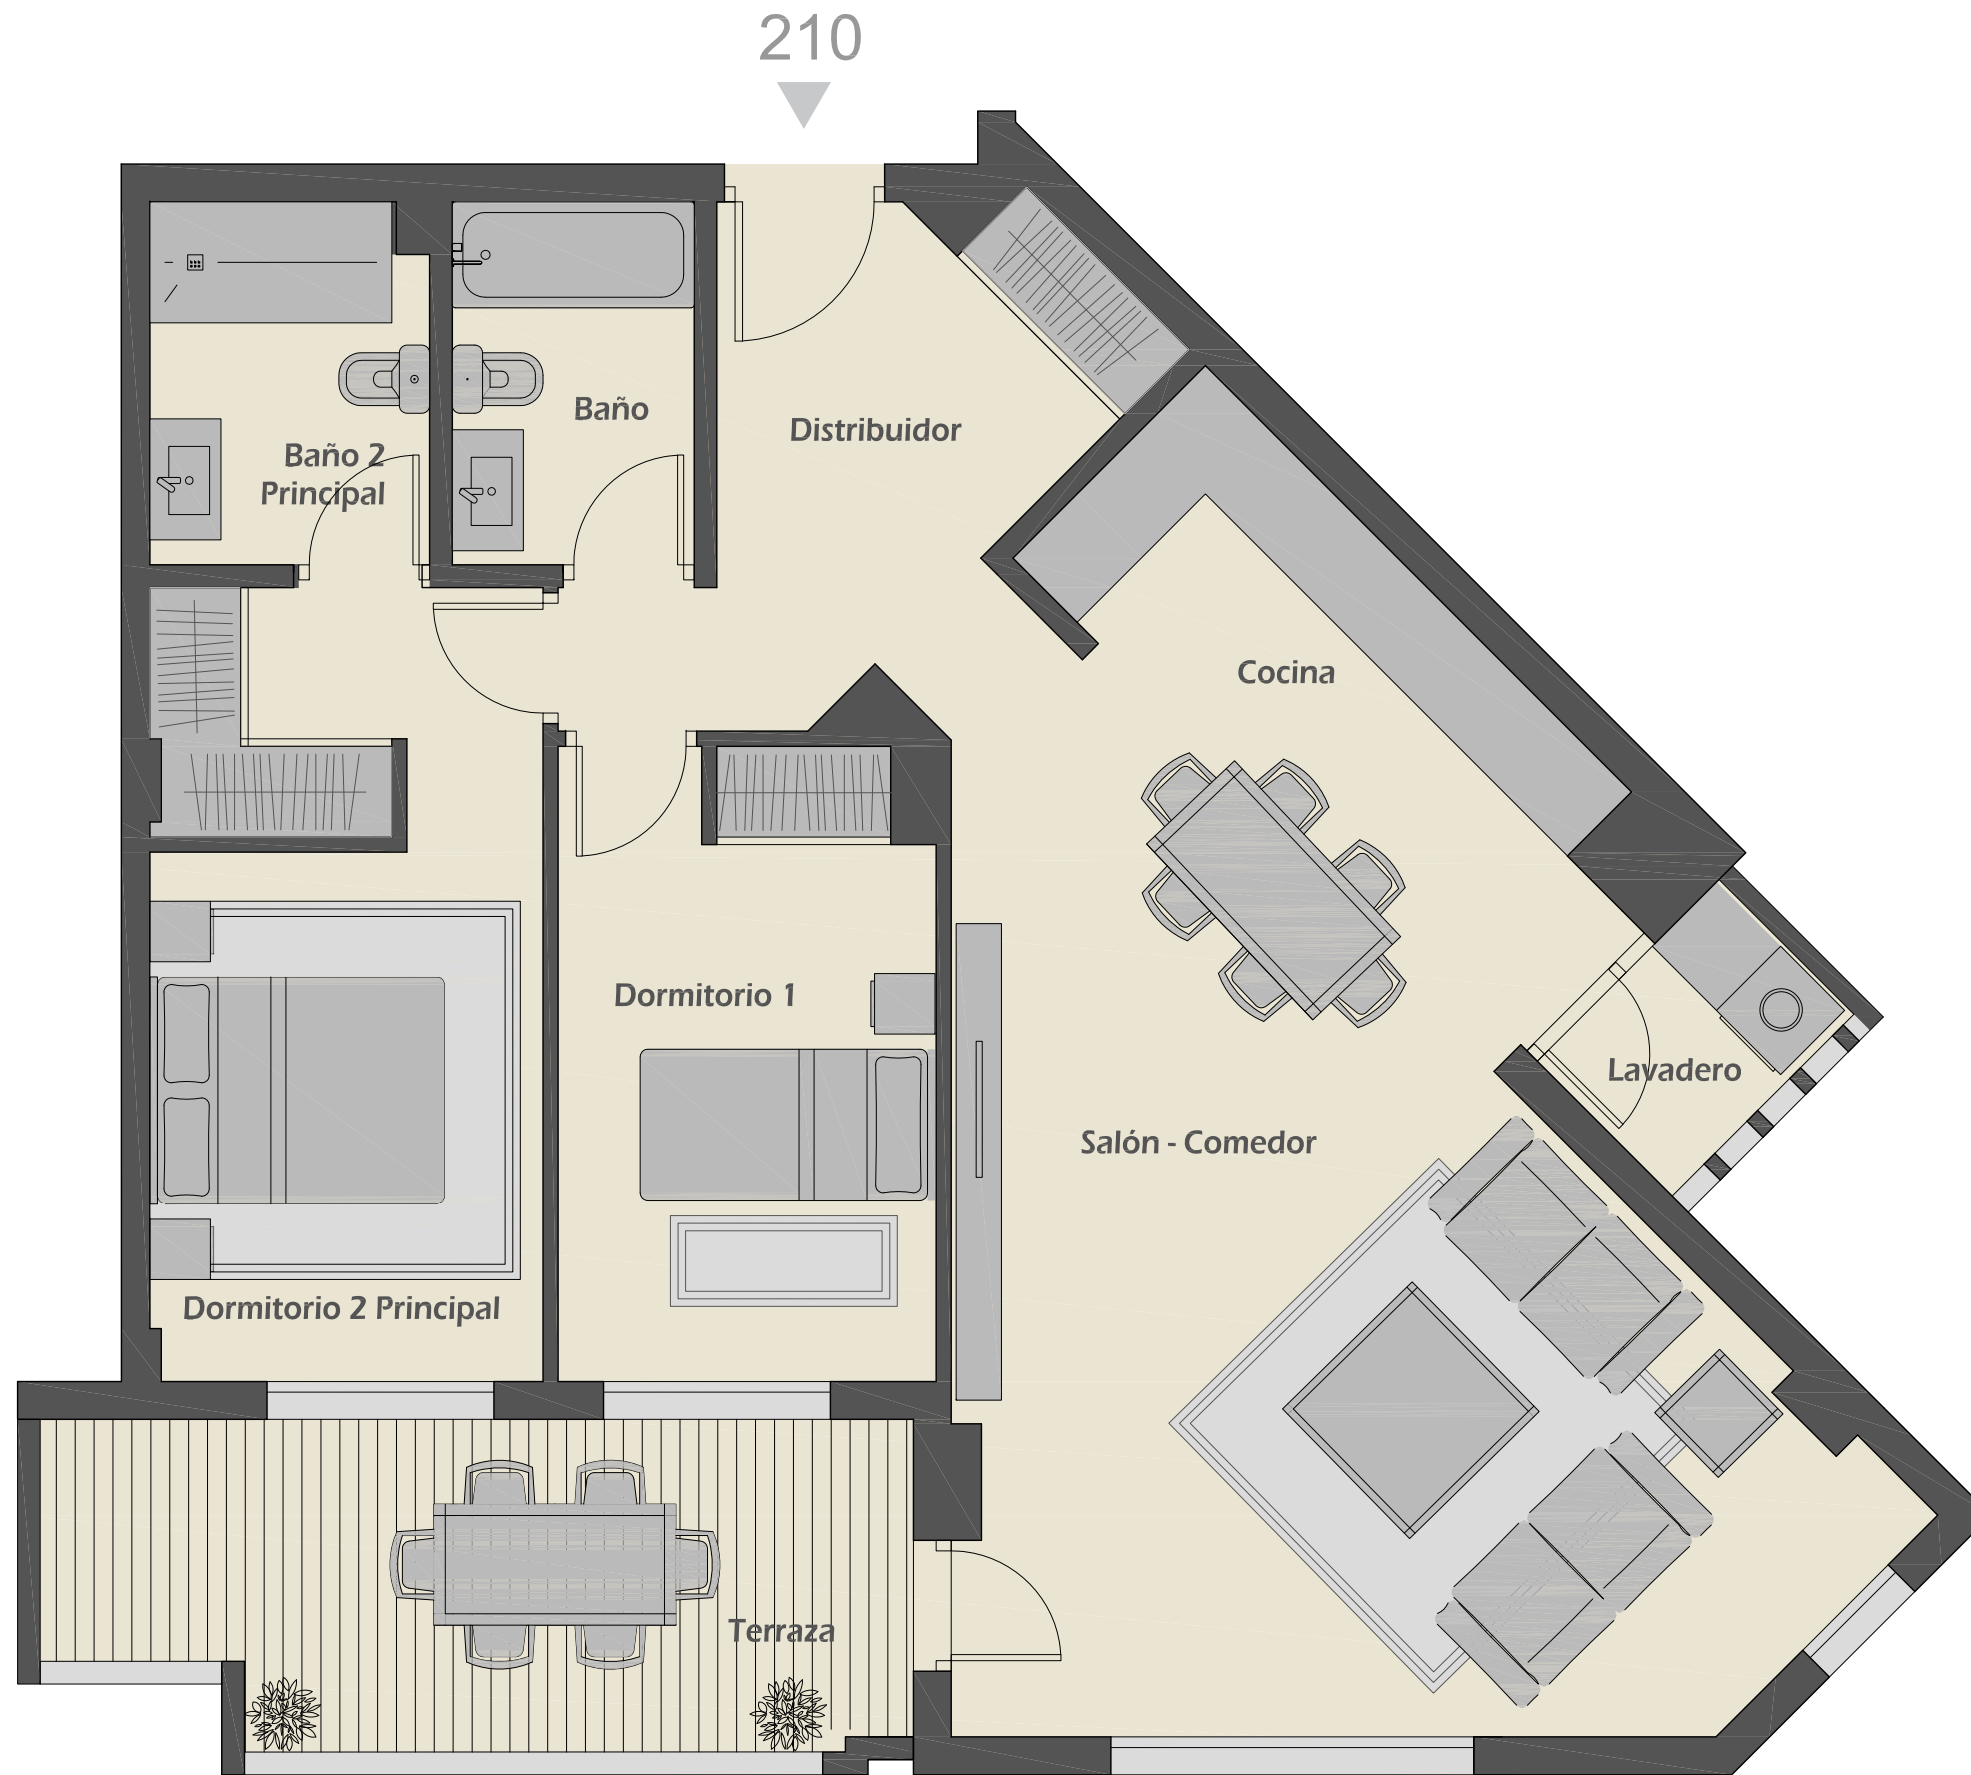 210
Distribuidor
Baño
Baño 2
Principal
Cocina
Dormitorio 1
Lavadero
Salón - Comedor
Dormitorio 2 Principal
Terraza